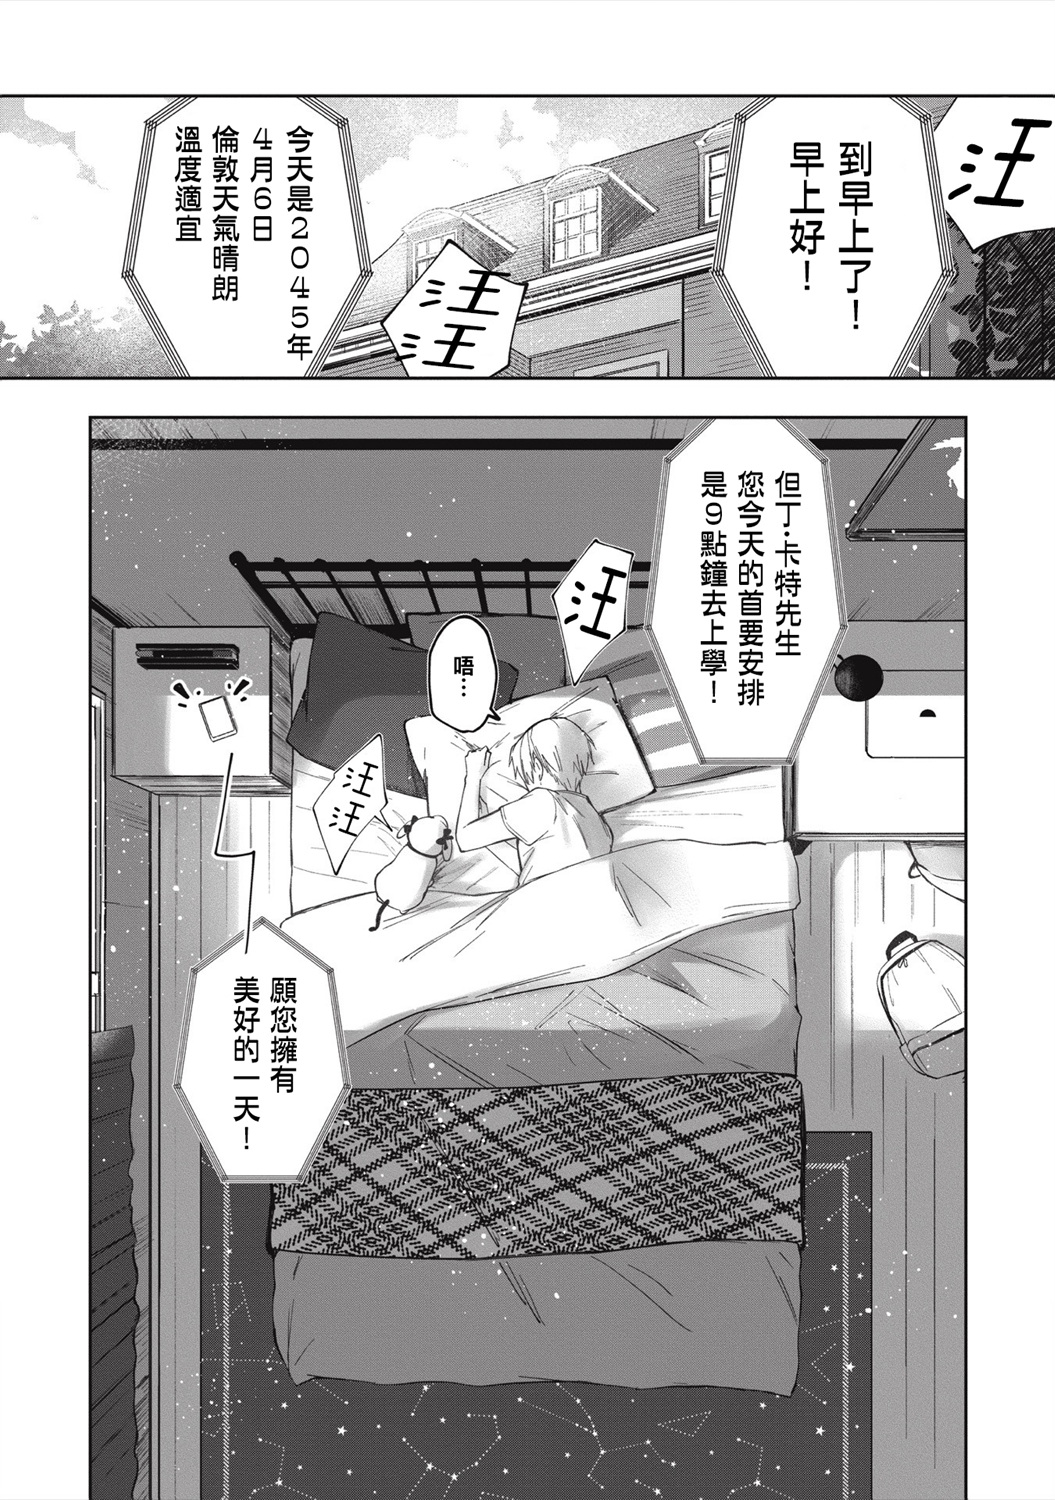 汪
到早上了！
早上好！
汪
汪
今天是2045年
4月6日
倫敦天氣晴朗
溫度適宜
但丁·卡特先生
您今天的首要安排
是9點鐘去上學！
汪
唔…
汪
汪
願您擁有
美好的一天！